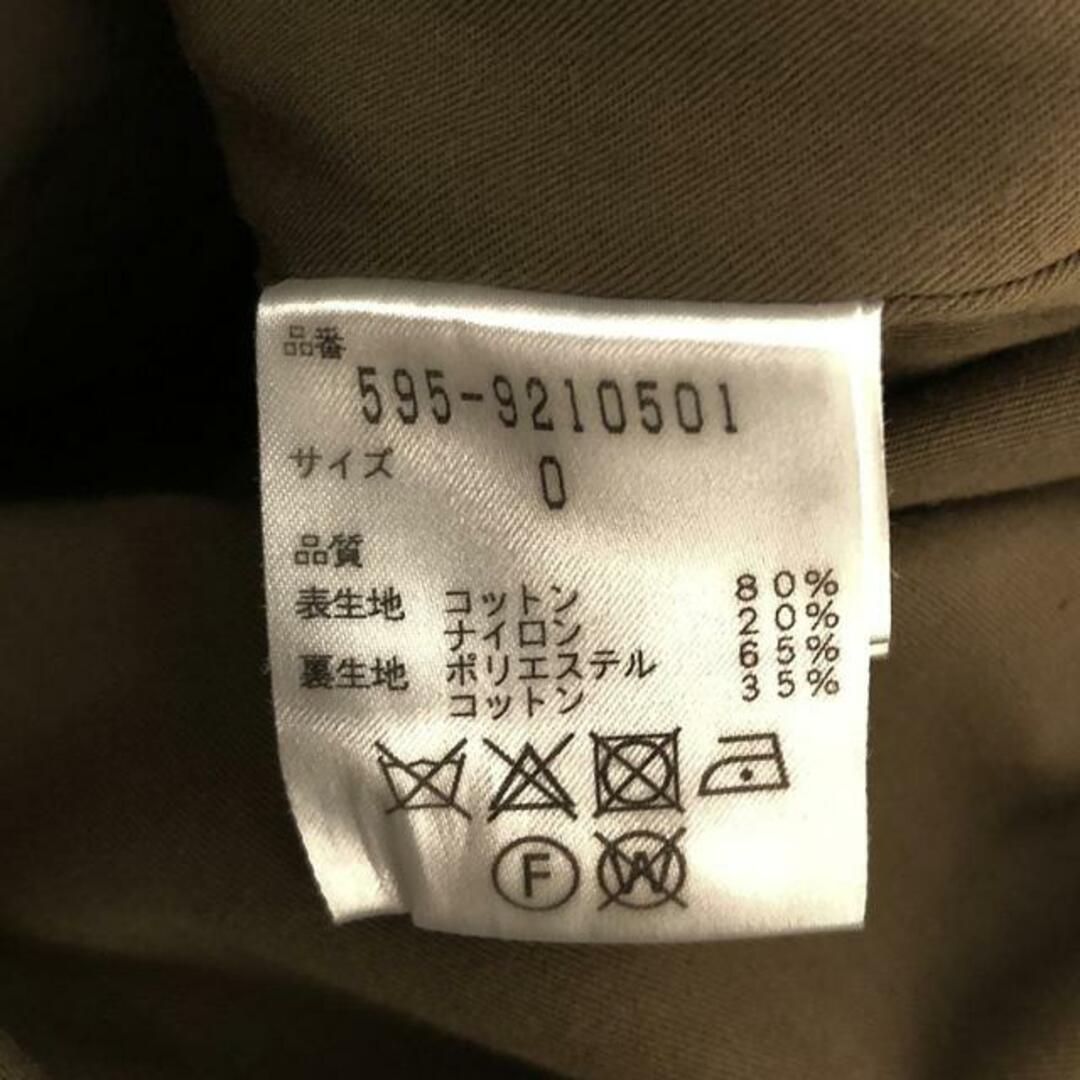 品番
595-9210501
サイズ 0
品質
表生地 コットン 80%
ナイロン 20%
裏生地 ポリエステル 65%
コットン 35%
F W